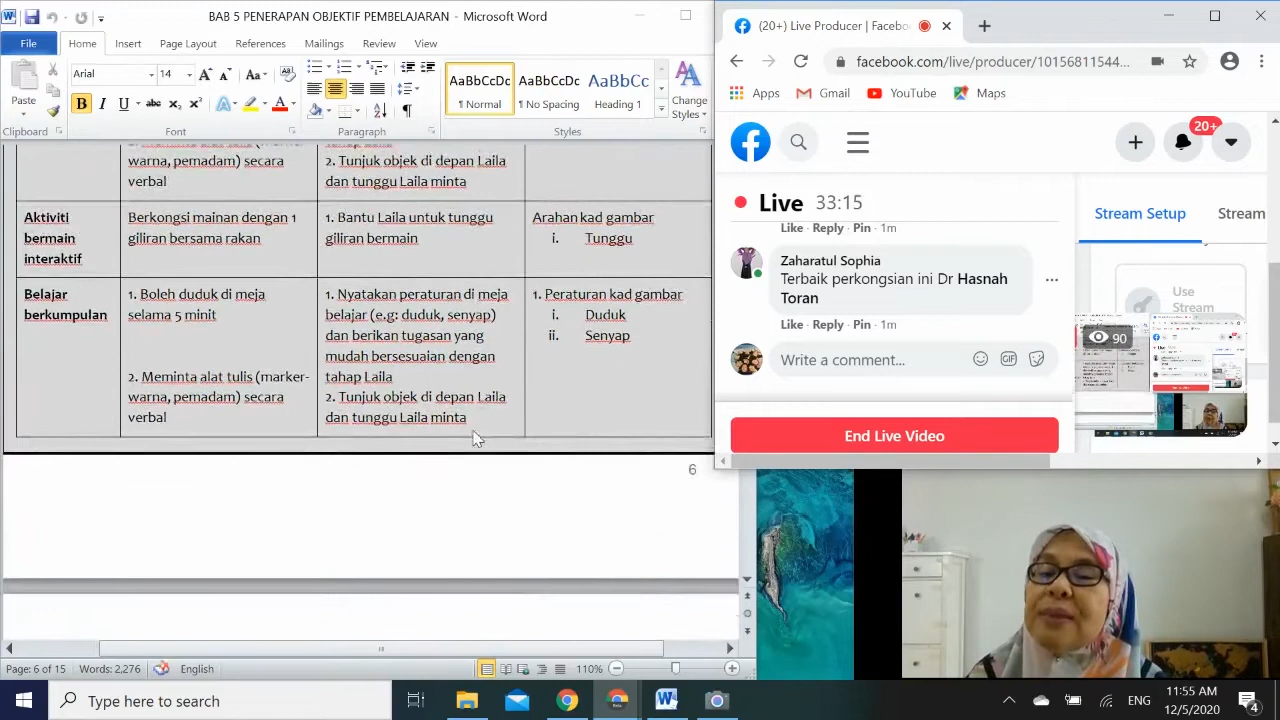 BAB 5 PENERAPAN OBJEKTIF PEMBELAJARAN - Microsoft Word
File Home Insert Page Layout References Mailings Review View
Arial 14
Paste
B I U abc x₂ x² A A
AaBbCcDc AaBbCcDc AaBbCc
¶ Normal ¶ No Spacing Heading 1
Change Styles
Clipboard Font Paragraph Styles
warna, pemadam) secara
verbal
2. Tunjuk objek di depan Laila
dan tunggu Laila minta
Aktiviti
bermain
interaktif
Berkongsi mainan dengan 1
giliran bersama rakan
1. Bantu Laila untuk tunggu
giliran bermain
Arahan kad gambar
i. Tunggu
Belajar
berkumpulan
1. Boleh duduk di meja
selama 5 minit
2. Meminta alat tulis (marker-
warna, pemadam) secara
verbal
1. Nyatakan peraturan di meja
belajar (e.g: duduk, senyap)
dan berikan tugasan yang
mudah bersesuaian dengan
tahap Laila
2. Tunjuk objek di depan Laila
dan tunggu Laila minta
1. Peraturan kad gambar
i. Duduk
ii. Senyap
6
Page: 6 of 15 Words: 2,276 English 110%
(20+) Live Producer | Facebo
facebook.com/live/producer/10156811544...
Apps Gmail YouTube Maps
20+
Live 33:15
Like · Reply · Pin · 1m
Zaharatul Sophia
Terbaik perkongsian ini Dr Hasnah
Toran
Like · Reply · Pin · 1m
Write a comment...
GIF
End Live Video
Stream Setup Stream
Use
Stream
90
Type here to search
ENG
11:55 AM
12/5/2020
4